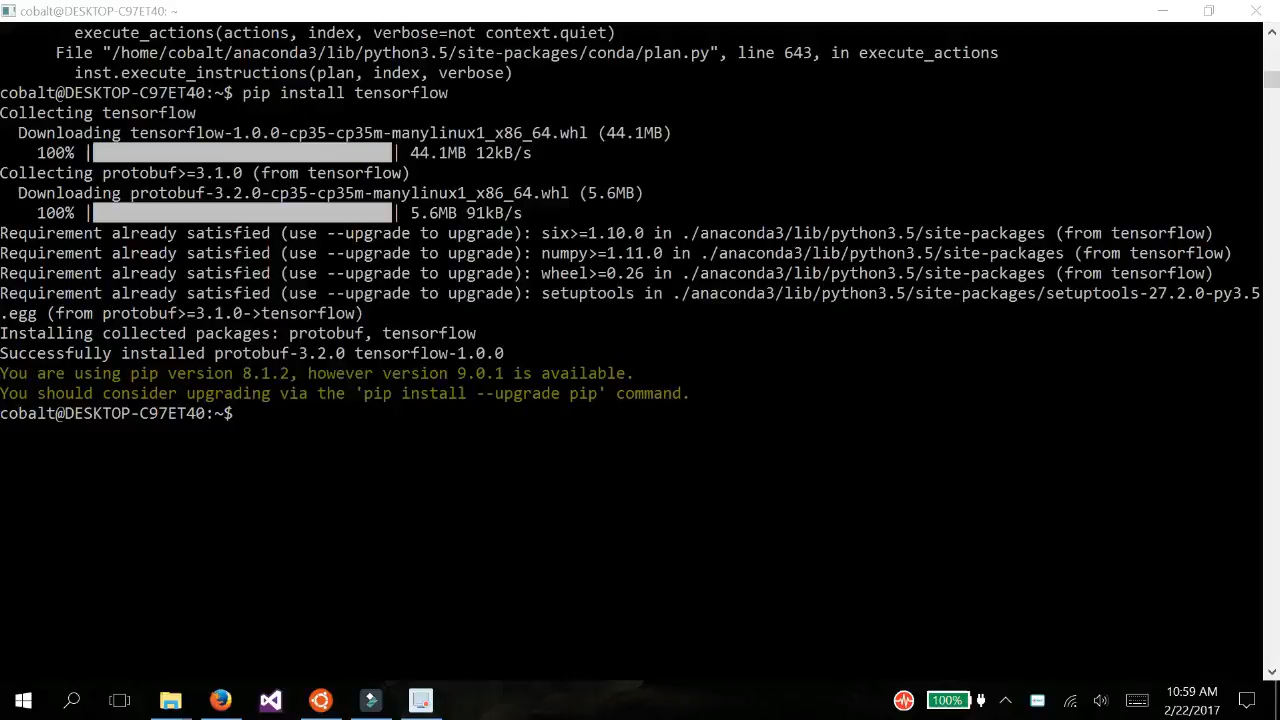 cobalt@DESKTOP-C97ET40: ~
execute_actions(actions, index, verbose=not context.quiet)
File "/home/cobalt/anaconda3/lib/python3.5/site-packages/conda/plan.py", line 643, in execute_actions
inst.execute_instructions(plan, index, verbose)
cobalt@DESKTOP-C97ET40:~$ pip install tensorflow
Collecting tensorflow
Downloading tensorflow-1.0.0-cp35-cp35m-manylinux1_x86_64.whl (44.1MB)
100% | | 44.1MB 12kB/s
Collecting protobuf>=3.1.0 (from tensorflow)
Downloading protobuf-3.2.0-cp35-cp35m-manylinux1_x86_64.whl (5.6MB)
100% | | 5.6MB 91kB/s
Requirement already satisfied (use --upgrade to upgrade): six>=1.10.0 in ./anaconda3/lib/python3.5/site-packages (from tensorflow)
Requirement already satisfied (use --upgrade to upgrade): numpy>=1.11.0 in ./anaconda3/lib/python3.5/site-packages (from tensorflow)
Requirement already satisfied (use --upgrade to upgrade): wheel>=0.26 in ./anaconda3/lib/python3.5/site-packages (from tensorflow)
Requirement already satisfied (use --upgrade to upgrade): setuptools in ./anaconda3/lib/python3.5/site-packages/setuptools-27.2.0-py3.5
.egg (from protobuf>=3.1.0->tensorflow)
Installing collected packages: protobuf, tensorflow
Successfully installed protobuf-3.2.0 tensorflow-1.0.0
You are using pip version 8.1.2, however version 9.0.1 is available.
You should consider upgrading via the 'pip install --upgrade pip' command.
cobalt@DESKTOP-C97ET40:~$
100%
10:59 AM
2/22/2017